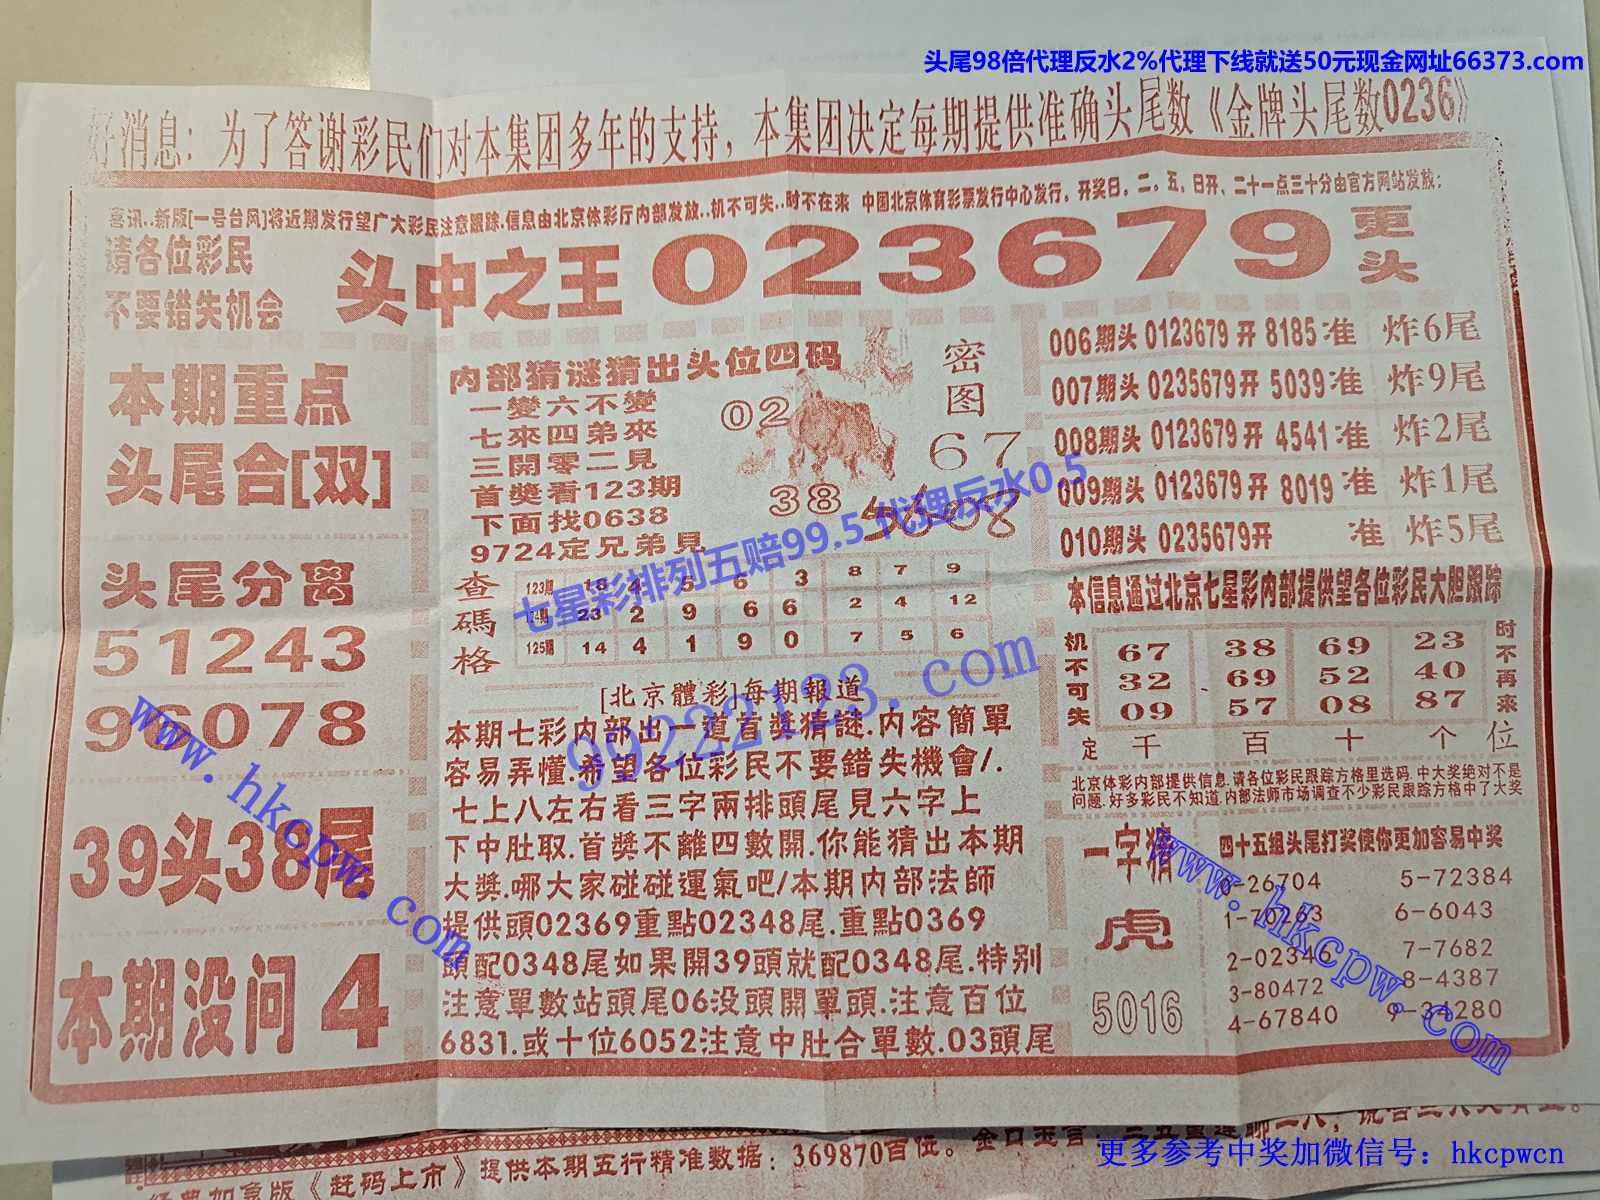 头尾98倍代理反水2%代理下线就送50元现金网址66373.com
好消息：为了答谢彩民们对本集团多年的支持，本集团决定每期提供准确头尾数《金牌头尾数0236》
喜讯..新版[一号台风]将近期发行望广大彩民注意跟踪.信息由北京体彩厅内部发放..机不可失..时不在来 中国北京体育彩票发行中心发行，开奖日，二，五，日开、二十一点三十分由官方网站发放：
请各位彩民
不要错失机会
头中之王 023679 更头
本期重点
头尾合[双]
头尾分离
51243
96078
39头38尾
本期没问 4
内部猜谜猜出头位四码
一變六不變
七來四弟來
三開零二見
首獎看123期
下面找0638
9724定兄弟見
密图
02
67
38
查碼格
123期 18 4 5 6 3 8 7 9
23 2 9 6 6 2 4 12
125期 14 4 1 9 0 7 5 6
[北京體彩]每期報道
本期七彩内部出一道首獎猜謎.内容簡單
容易弄懂.希望各位彩民不要錯失機會/.
七上八左右看三字兩排頭尾見六字上
下中肚取.首獎不離四數開.你能猜出本期
大獎.哪大家碰碰運氣吧/本期内部法師
提供頭02369重點02348尾.重點0369
頭配0348尾如果開39頭就配0348尾.特别
注意單數站頭尾06没頭開單頭.注意百位
6831.或十位6052注意中肚合單數.03頭尾
006期头 0123679 开 8185 准 炸6尾
007期头 0235679 开 5039 准 炸9尾
008期头 0123679 开 4541 准 炸2尾
009期头 0123679 开 8019 准 炸1尾
010期头 0235679开 准 炸5尾
本信息通过北京七星彩内部提供望各位彩民大胆跟踪
机不可失
67 38 69 23
32 69 52 40
09 57 08 87
时不再来
定 千 百 十 个 位
北京体彩内部提供信息.请各位彩民跟踪方格里选码.中大奖绝对不是
问题.好多彩民不知道.内部法师市场调查不少彩民跟踪方格中了大奖
一字猜
虎
5016
四十五组头尾打奖使你更加容易中奖
0-26704 5-72384
1-70263 6-6043
2-02346 7-7682
3-80472 8-4387
4-67840 9-34280
七星彩排列五赔99.5代理反水0.5
99222123.com
www.hkcpw.com
www.hkcpw.com
《赶码上市》提供本期五行精准数据：369870百位。
更多参考中奖加微信号：hkcpwcn